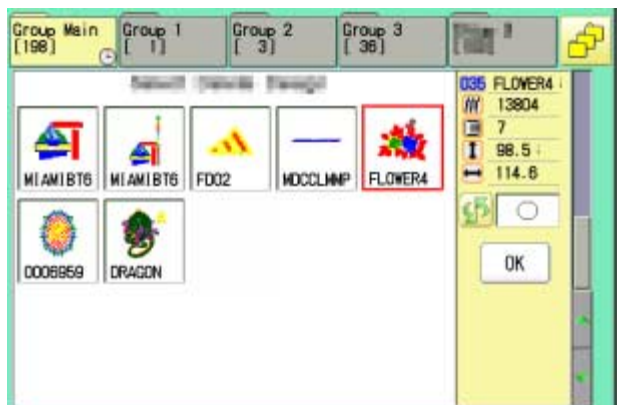 Group Main
[198]
Group 1
[ 1]
Group 2
[ 3]
Group 3
[ 36]
MIAMIBT6
MIAMIBT6
FD02
MDCCLMNP
FLOWER4
0006959
DRAGON
035 FLOWER4
13804
7
98.5
114.6
OK